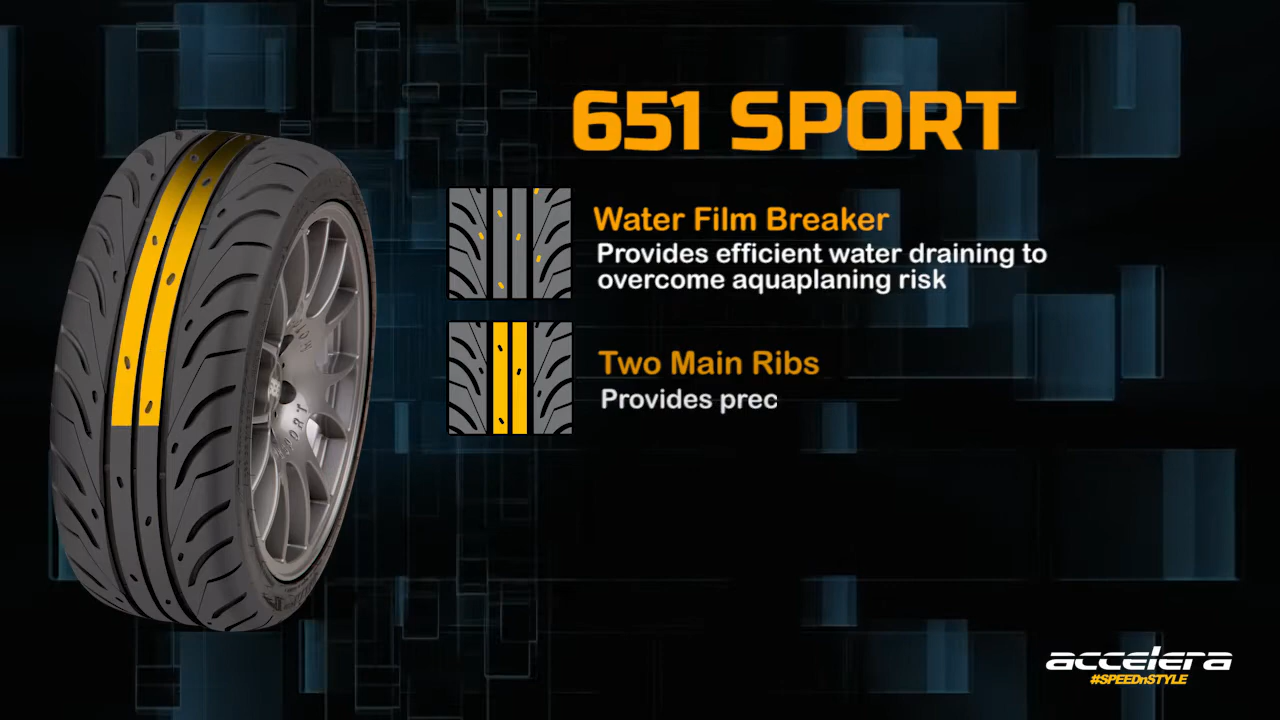 651 SPORT
Water Film Breaker
Provides efficient water draining to
overcome aquaplaning risk
Two Main Ribs
Provides prec
SPORT
accelera
#SPEEDnSTYLE